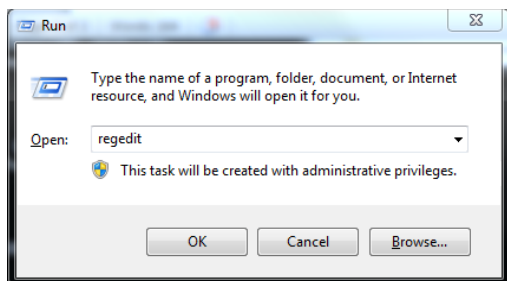 Run
Type the name of a program, folder, document, or Internet
resource, and Windows will open it for you.
Open: regedit
This task will be created with administrative privileges.
OK Cancel Browse...